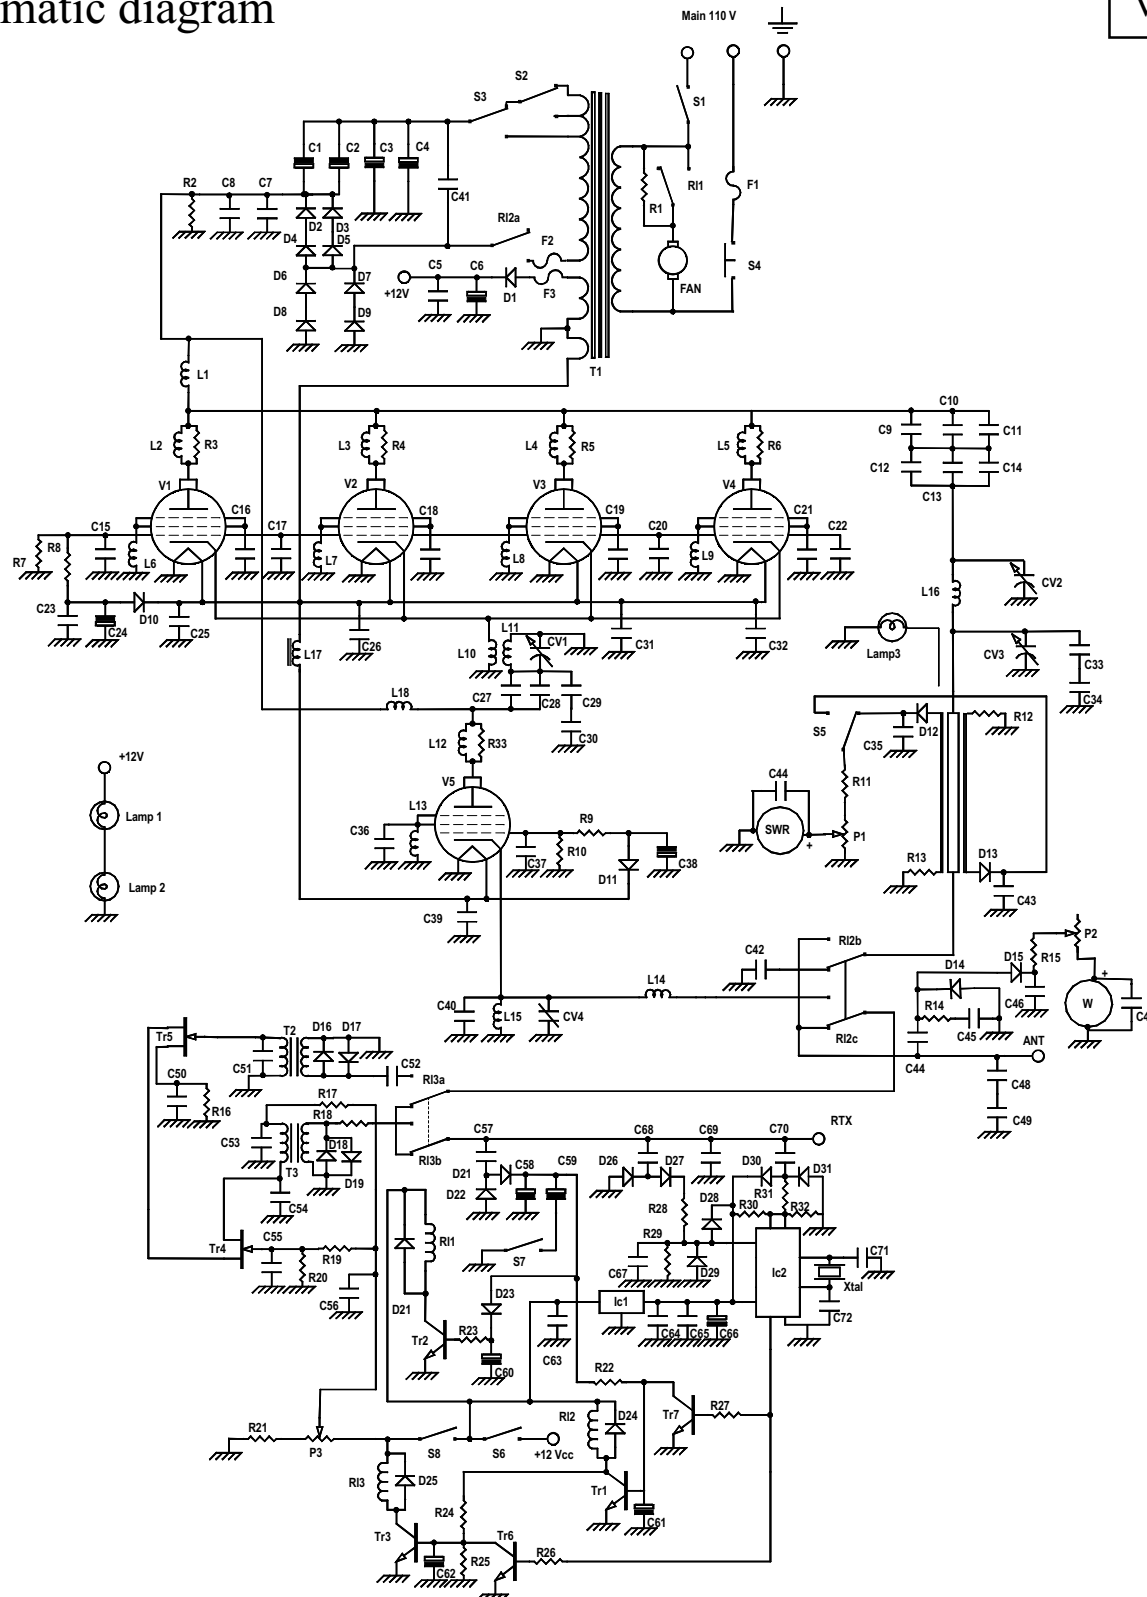 matic diagram
V
Main 110 V
S2
S3
S1
C1
C2
C3
C4
C41
R2
C8
C7
D2
D3
D4
D5
Rl2a
F2
Rl1
R1
F1
S4
FAN
D6
D7
D8
D9
+12V
C5
C6
D1
F3
T1
L1
L2
R3
L3
R4
L4
R5
L5
R6
C10
C9
C11
C12
C14
C13
V1
V2
V3
V4
C15
C16
C17
C18
C19
C20
C21
C22
R7
R8
L6
L7
L8
L9
C23
C24
D10
C25
C26
L17
L10
L11
CV1
C31
C32
L16
CV2
Lamp3
CV3
C33
C34
C27
C28
C29
C30
L18
L12
R33
S5
C35
D12
R12
R11
C44
SWR
+
P1
R13
D13
C43
+12V
Lamp 1
Lamp 2
V5
L13
C36
C37
R10
R9
D11
C38
C39
C42
Rl2b
Rl2c
L14
C40
L15
CV4
D14
D15
R15
P2
C46
R14
C45
W
+
C4
C44
ANT
C48
C49
Tr5
T2
D16
D17
C51
C52
C50
R16
Rl3a
R17
R18
C53
T3
D18
D19
C54
Rl3b
RTX
C57
C68
C69
C70
D21
D22
C58
C59
D26
D27
D28
D30
D31
R31
R30
R32
R28
R29
C67
D29
Tr4
C55
R20
R19
C56
Rl1
D21
S7
D23
Tr2
R23
C60
C63
Ic1
C64
C65
C66
Ic2
C71
Xtal
C72
R22
Rl2
D24
Tr7
R27
R21
P3
S8
S6
+12 Vcc
Rl3
D25
Tr1
C61
R24
Tr3
C62
R25
Tr6
R26